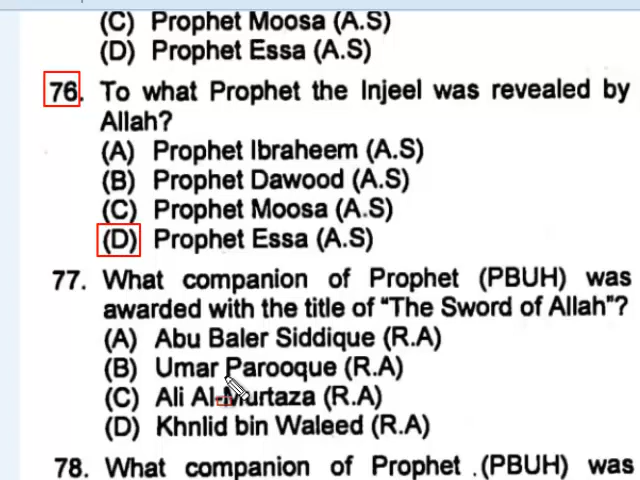 (C) Prophet Moosa (A.S)
(D) Prophet Essa (A.S)
76. To what Prophet the Injeel was revealed by
Allah?
(A) Prophet Ibraheem (A.S)
(B) Prophet Dawood (A.S)
(C) Prophet Moosa (A.S)
(D) Prophet Essa (A.S)
77. What companion of Prophet (PBUH) was
awarded with the title of “The Sword of Allah”?
(A) Abu Baler Siddique (R.A)
(B) Umar Parooque (R.A)
(C) Ali Al-Murtaza (R.A)
(D) Khnlid bin Waleed (R.A)
78. What companion of Prophet .(PBUH) was